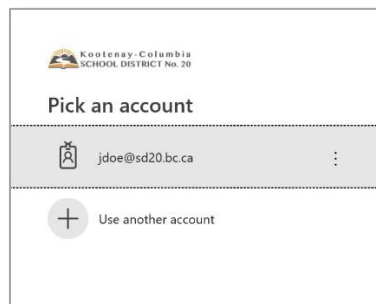 Kootenay-Columbia
SCHOOL DISTRICT No. 20
Pick an account
jdoe@sd20.bc.ca
Use another account